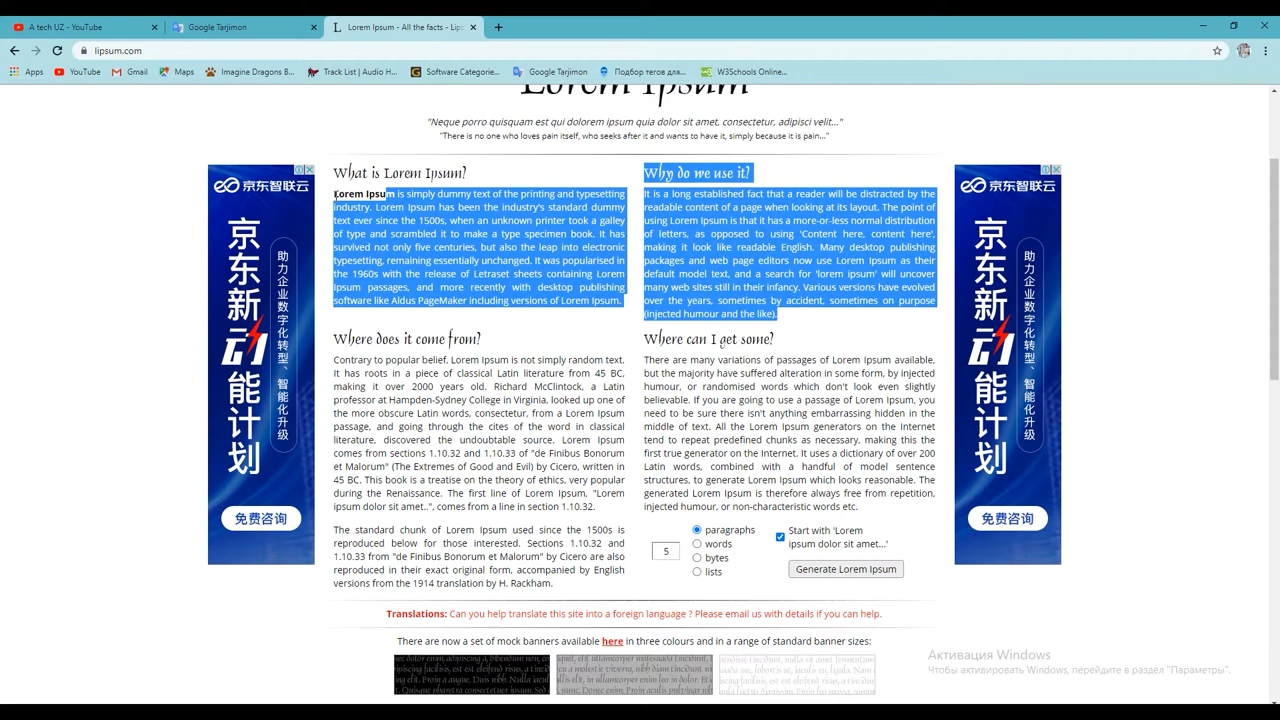 A tech UZ - YouTube
Google Tarjimon
Lorem Ipsum - All the facts - Lips
lipsum.com
Apps
YouTube
Gmail
Maps
Imagine Dragons B...
Track List | Audio H...
Software Categorie...
Google Tarjimon
Подбор тегов для...
W3Schools Online...
Lorem Ipsum
"Neque porro quisquam est qui dolorem ipsum quia dolor sit amet, consectetur, adipisci velit..."
"There is no one who loves pain itself, who seeks after it and wants to have it, simply because it is pain..."
京东智联云
京东新动能计划
助力企业数字化转型、智能化升级
免费咨询
What is Lorem Ipsum?
Lorem Ipsum is simply dummy text of the printing and typesetting
industry. Lorem Ipsum has been the industry's standard dummy
text ever since the 1500s, when an unknown printer took a galley
of type and scrambled it to make a type specimen book. It has
survived not only five centuries, but also the leap into electronic
typesetting, remaining essentially unchanged. It was popularised in
the 1960s with the release of Letraset sheets containing Lorem
Ipsum passages, and more recently with desktop publishing
software like Aldus PageMaker including versions of Lorem Ipsum.
Why do we use it?
It is a long established fact that a reader will be distracted by the
readable content of a page when looking at its layout. The point of
using Lorem Ipsum is that it has a more-or-less normal distribution
of letters, as opposed to using 'Content here, content here',
making it look like readable English. Many desktop publishing
packages and web page editors now use Lorem Ipsum as their
default model text, and a search for 'lorem ipsum' will uncover
many web sites still in their infancy. Various versions have evolved
over the years, sometimes by accident, sometimes on purpose
(injected humour and the like).
Where does it come from?
Contrary to popular belief, Lorem Ipsum is not simply random text.
It has roots in a piece of classical Latin literature from 45 BC,
making it over 2000 years old. Richard McClintock, a Latin
professor at Hampden-Sydney College in Virginia, looked up one of
the more obscure Latin words, consectetur, from a Lorem Ipsum
passage, and going through the cites of the word in classical
literature, discovered the undoubtable source. Lorem Ipsum
comes from sections 1.10.32 and 1.10.33 of "de Finibus Bonorum
et Malorum" (The Extremes of Good and Evil) by Cicero, written in
45 BC. This book is a treatise on the theory of ethics, very popular
during the Renaissance. The first line of Lorem Ipsum, "Lorem
ipsum dolor sit amet..", comes from a line in section 1.10.32.
The standard chunk of Lorem Ipsum used since the 1500s is
reproduced below for those interested. Sections 1.10.32 and
1.10.33 from "de Finibus Bonorum et Malorum" by Cicero are also
reproduced in their exact original form, accompanied by English
versions from the 1914 translation by H. Rackham.
Where can I get some?
There are many variations of passages of Lorem Ipsum available,
but the majority have suffered alteration in some form, by injected
humour, or randomised words which don't look even slightly
believable. If you are going to use a passage of Lorem Ipsum, you
need to be sure there isn't anything embarrassing hidden in the
middle of text. All the Lorem Ipsum generators on the Internet
tend to repeat predefined chunks as necessary, making this the
first true generator on the Internet. It uses a dictionary of over 200
Latin words, combined with a handful of model sentence
structures, to generate Lorem Ipsum which looks reasonable. The
generated Lorem Ipsum is therefore always free from repetition,
injected humour, or non-characteristic words etc.
5
paragraphs
words
bytes
lists
Start with 'Lorem
ipsum dolor sit amet...'
Generate Lorem Ipsum
京东智联云
京东新动能计划
助力企业数字化转型、智能化升级
免费咨询
Translations: Can you help translate this site into a foreign language ? Please email us with details if you can help.
There are now a set of mock banners available here in three colours and in a range of standard banner sizes:
Активация Windows
Чтобы активировать Windows, перейдите в раздел "Параметры".